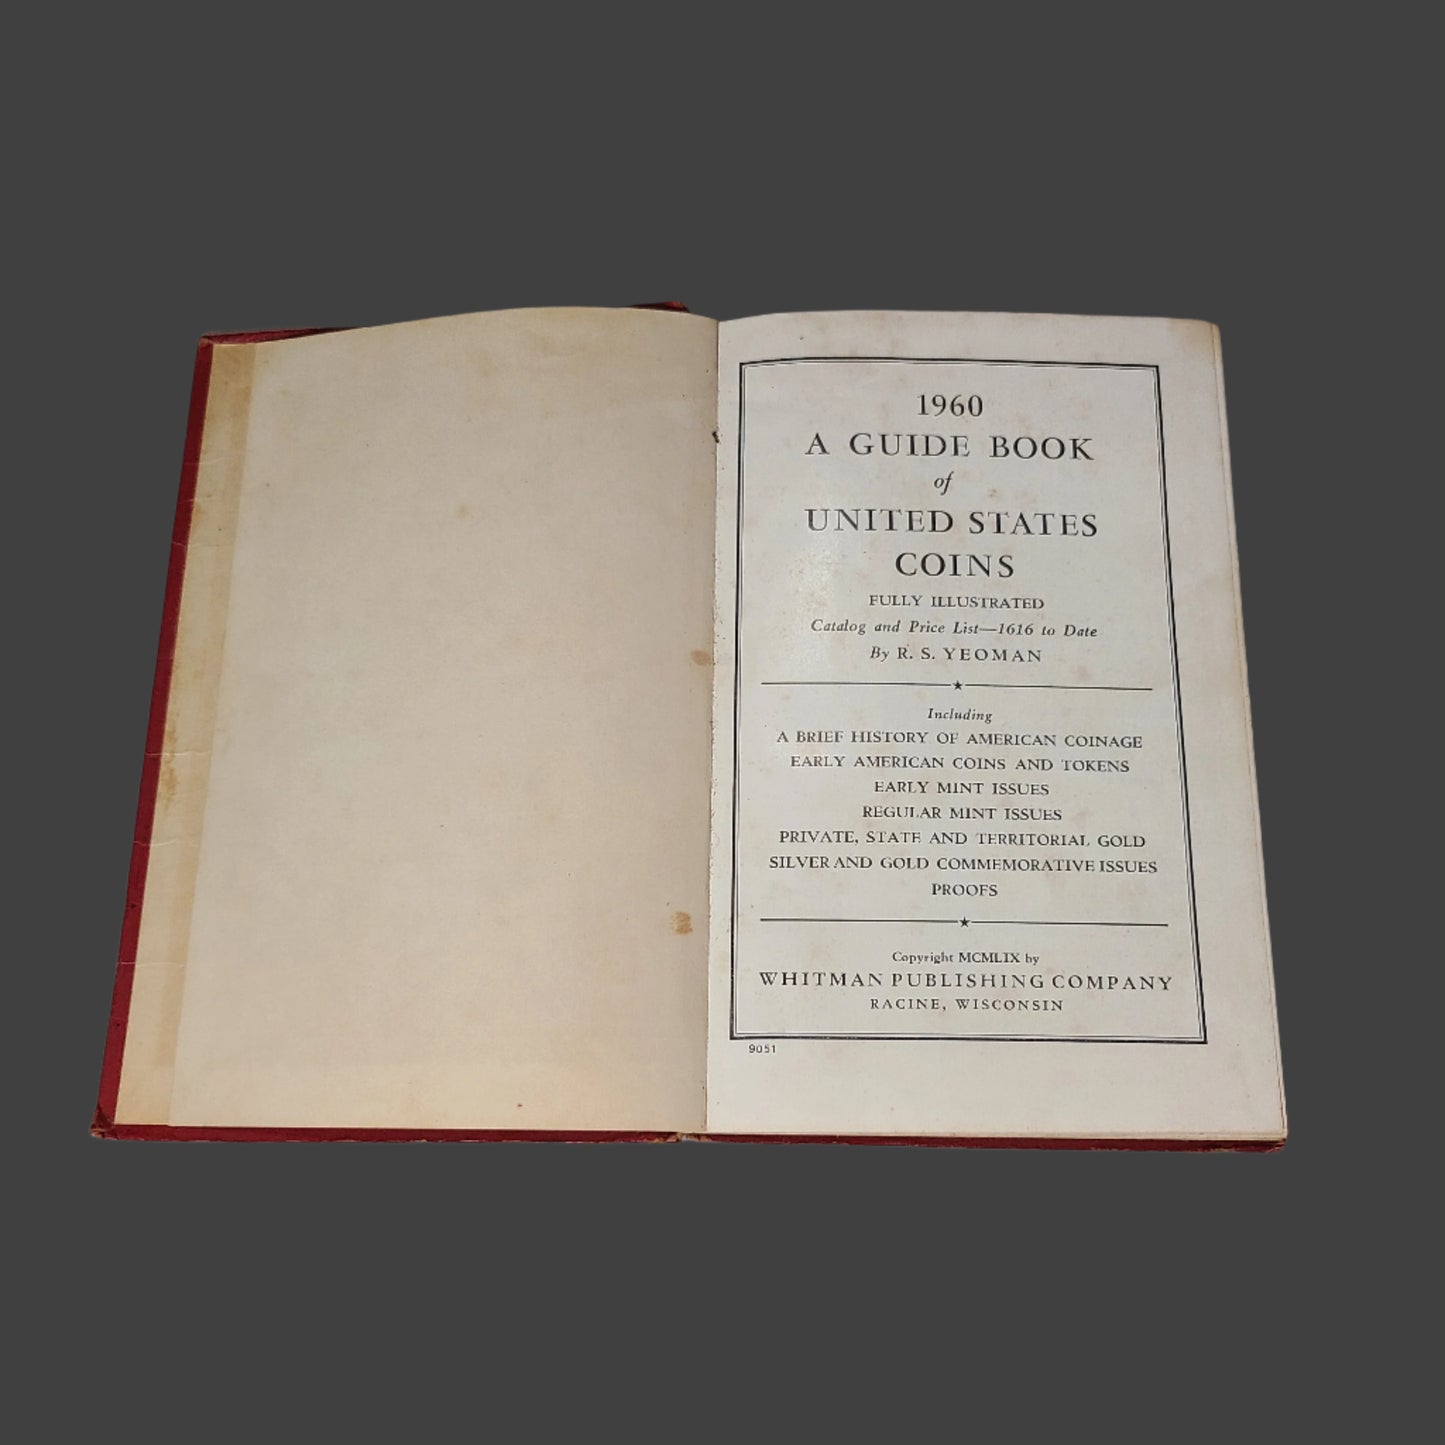 1960
A GUIDE BOOK
of
UNITED STATES
COINS
FULLY ILLUSTRATED
Catalog and Price List—1616 to Date
By R. S. YEOMAN
Including
A BRIEF HISTORY OF AMERICAN COINAGE
EARLY AMERICAN COINS AND TOKENS
EARLY MINT ISSUES
REGULAR MINT ISSUES
PRIVATE, STATE AND TERRITORIAL GOLD
SILVER AND GOLD COMMEMORATIVE ISSUES
PROOFS
Copyright MCMLIX by
WHITMAN PUBLISHING COMPANY
RACINE, WISCONSIN
9051